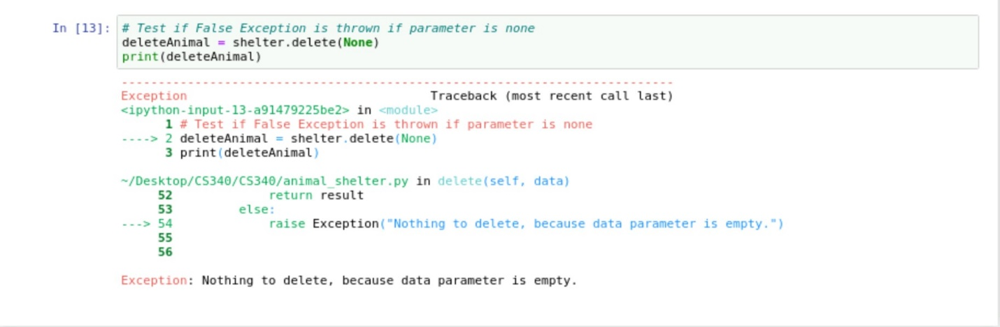 In [13]: # Test if False Exception is thrown if parameter is none
deleteAnimal = shelter.delete(None)
print(deleteAnimal)
---------------------------------------------------------------------------
Exception                                 Traceback (most recent call last)
<ipython-input-13-a91479225be2> in <module>
      1 # Test if False Exception is thrown if parameter is none
----> 2 deleteAnimal = shelter.delete(None)
      3 print(deleteAnimal)

~/Desktop/CS340/CS340/animal_shelter.py in delete(self, data)
     52             return result
     53         else:
---> 54             raise Exception("Nothing to delete, because data parameter is empty.")
     55
     56

Exception: Nothing to delete, because data parameter is empty.